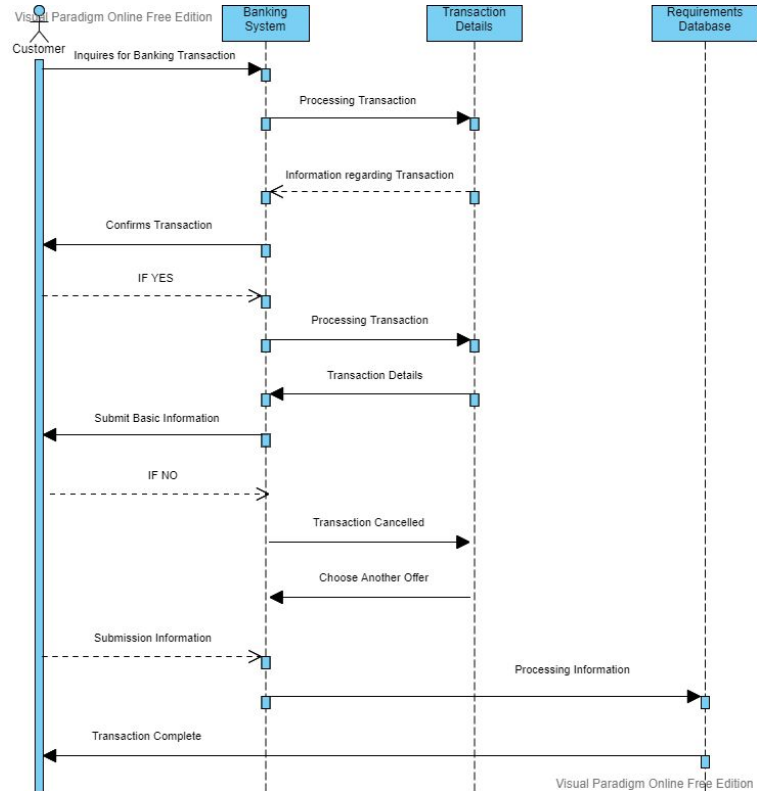 Visual Paradigm Online Free Edition
Customer
Banking
System
Transaction
Details
Requirements
Database
Inquires for Banking Transaction
Processing Transaction
Information regarding Transaction
Confirms Transaction
IF YES
Processing Transaction
Transaction Details
Submit Basic Information
IF NO
Transaction Cancelled
Choose Another Offer
Submission Information
Processing Information
Transaction Complete
Visual Paradigm Online Free Edition